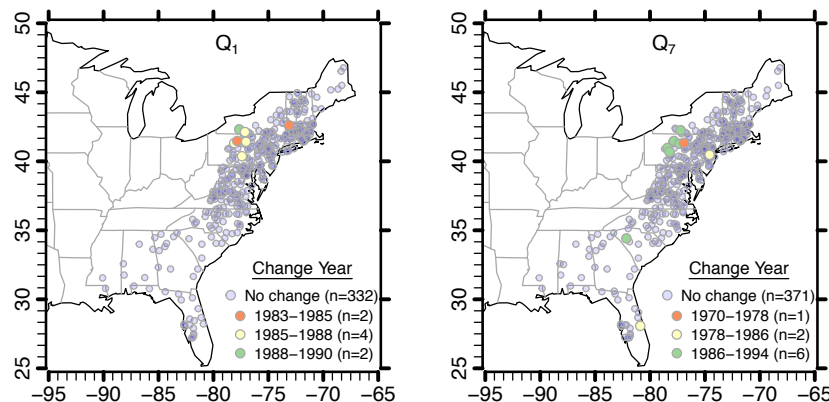 Q1
50
45
40
35
30
25
−95 −90 −85 −80 −75 −70 −65
Change Year
No change (n=332)
1983−1985 (n=2)
1985−1988 (n=4)
1988−1990 (n=2)
Q7
50
45
40
35
30
25
−95 −90 −85 −80 −75 −70 −65
Change Year
No change (n=371)
1970−1978 (n=1)
1978−1986 (n=2)
1986−1994 (n=6)